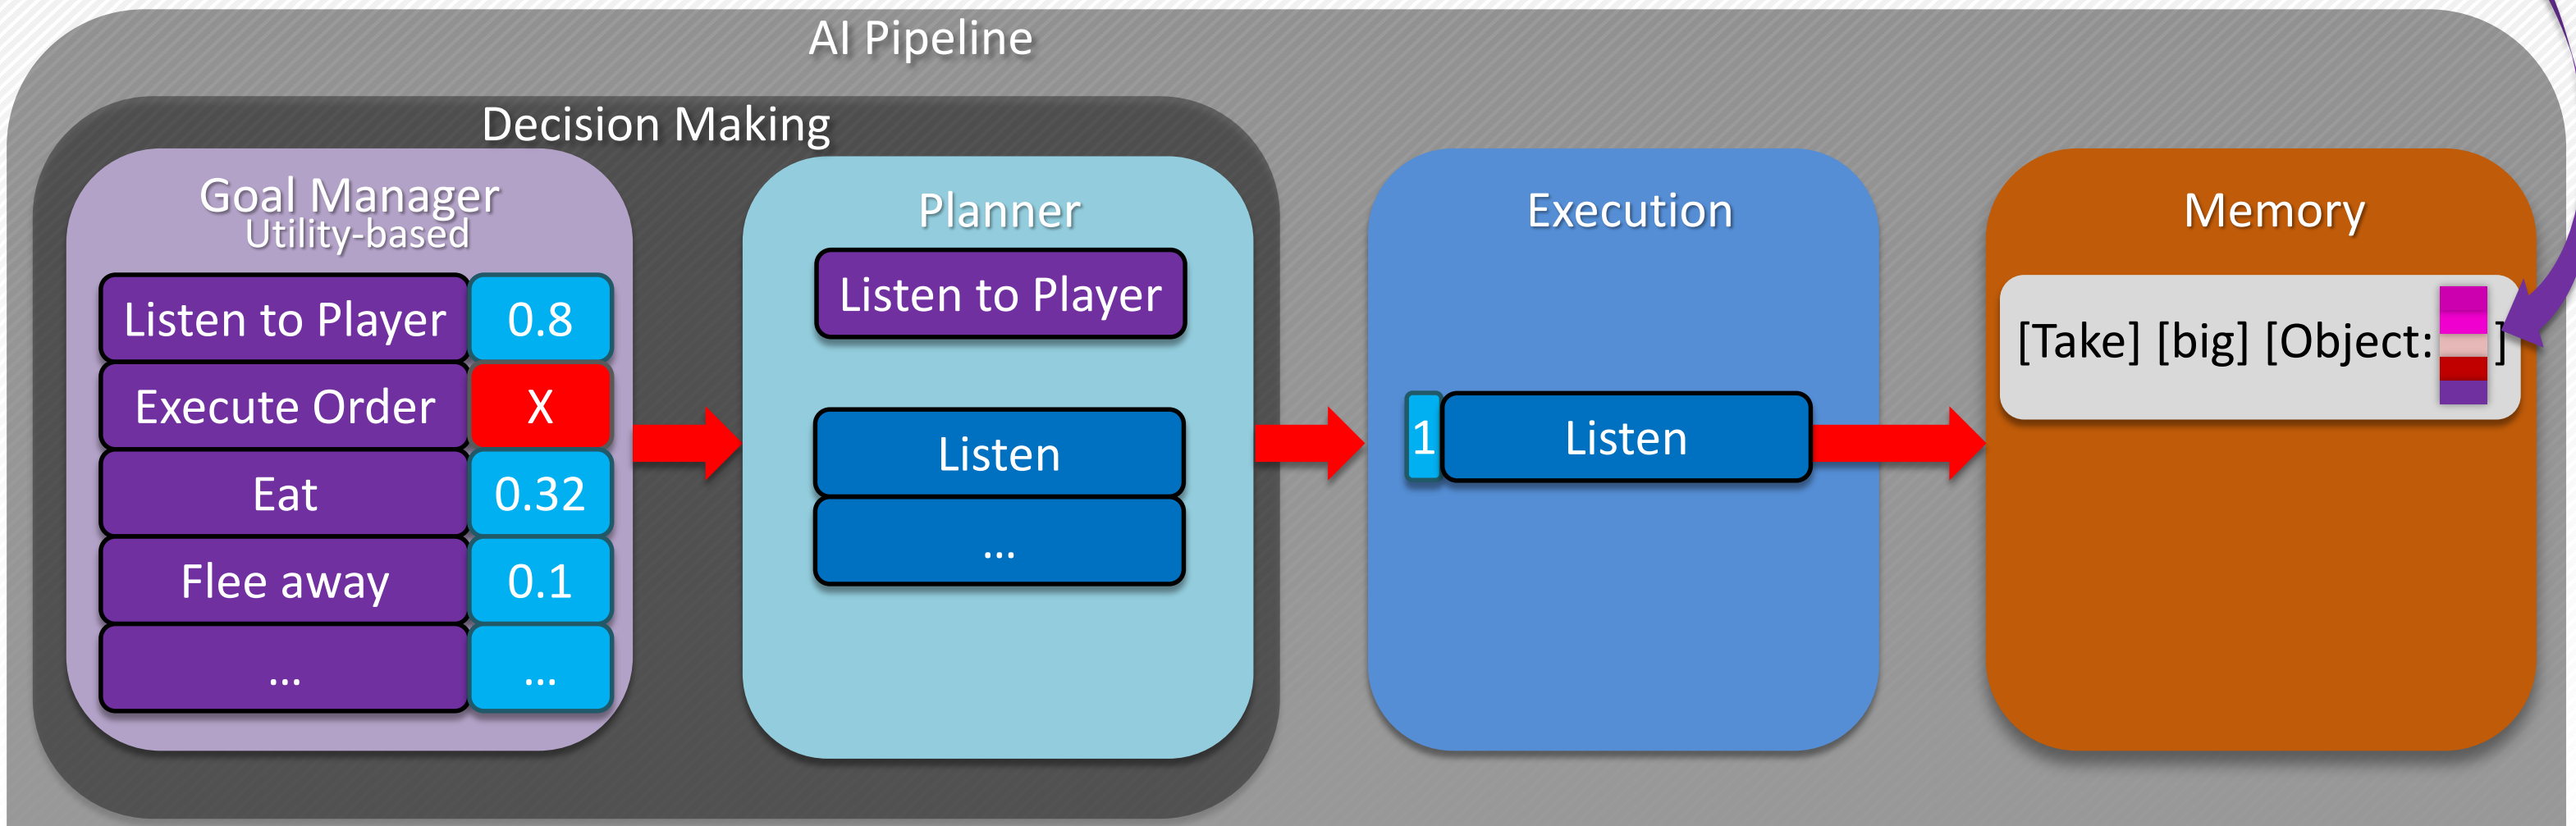 AI Pipeline
Decision Making
Goal Manager
Utility-based
Listen to Player 0.8
Execute Order X
Eat 0.32
Flee away 0.1
... ...
Planner
Listen to Player
Listen
...
Execution
1 Listen
Memory
[Take] [big] [Object: ]